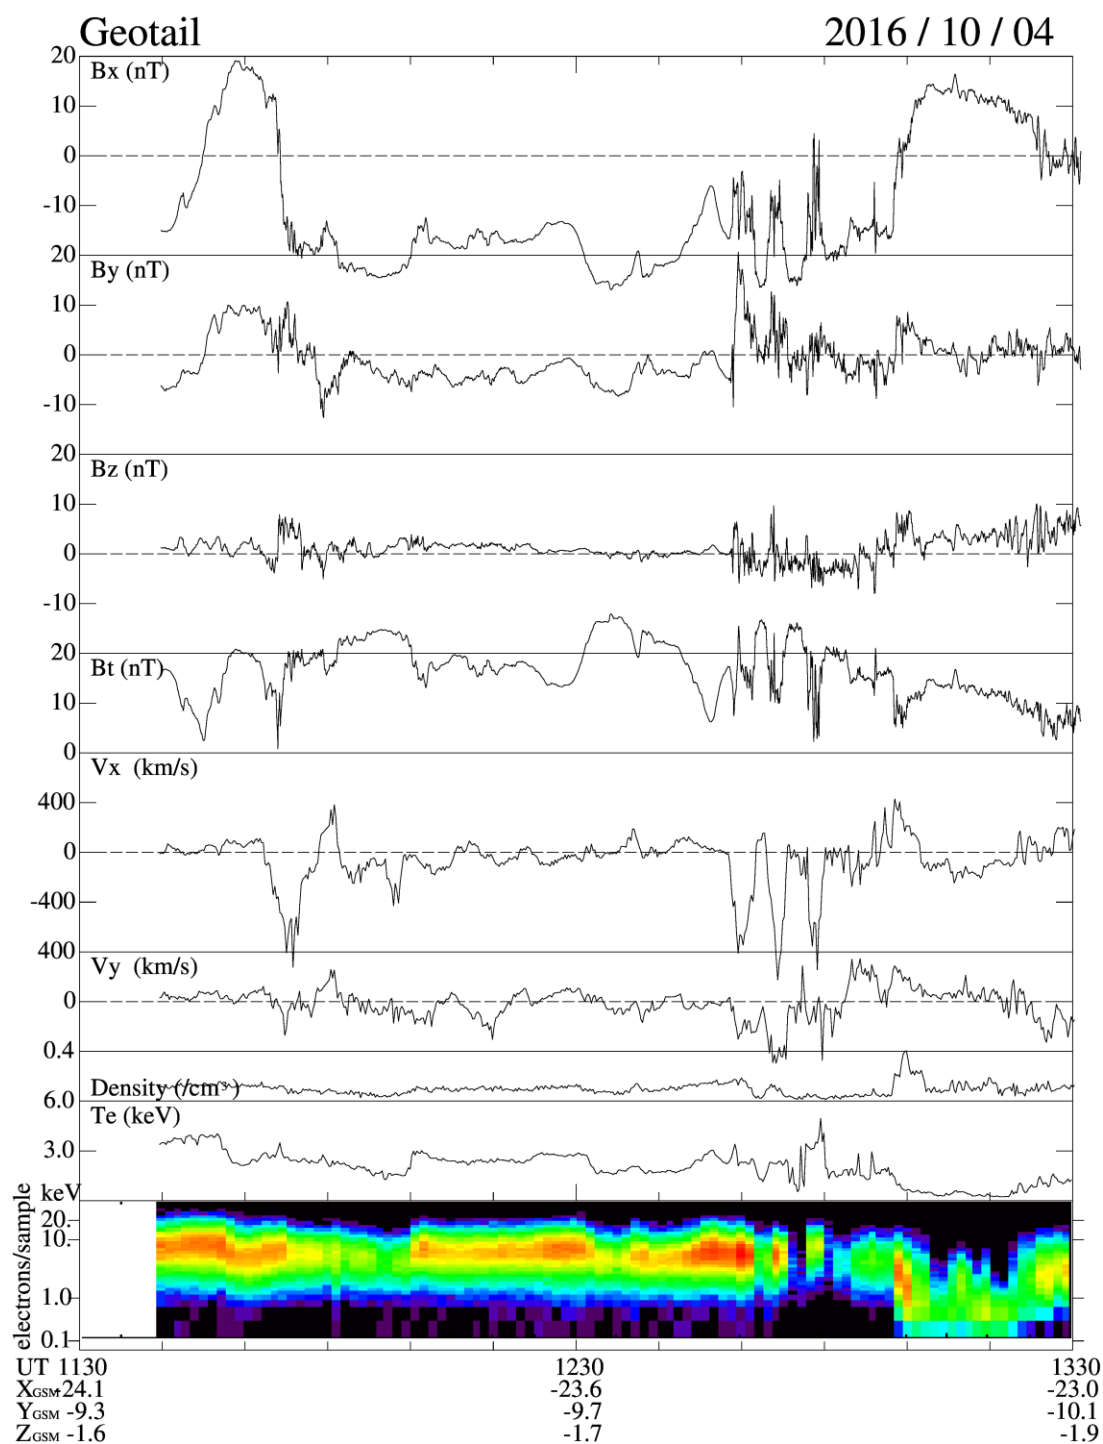 Geotail 2016 / 10 / 04
20
Bx (nT)
10
0
-10
20
By (nT)
10
0
-10
20
Bz (nT)
10
0
-10
20
Bt (nT)
10
0
Vx (km/s)
400
0
-400
400
Vy (km/s)
0
0.4
Density (/cm³)
6.0
Te (keV)
3.0
keV
20
10
1.0
0.1
electrons/sample
UT 1130 1230 1330
XGSM-24.1 -23.6 -23.0
YGSM -9.3 -9.7 -10.1
ZGSM -1.6 -1.7 -1.9